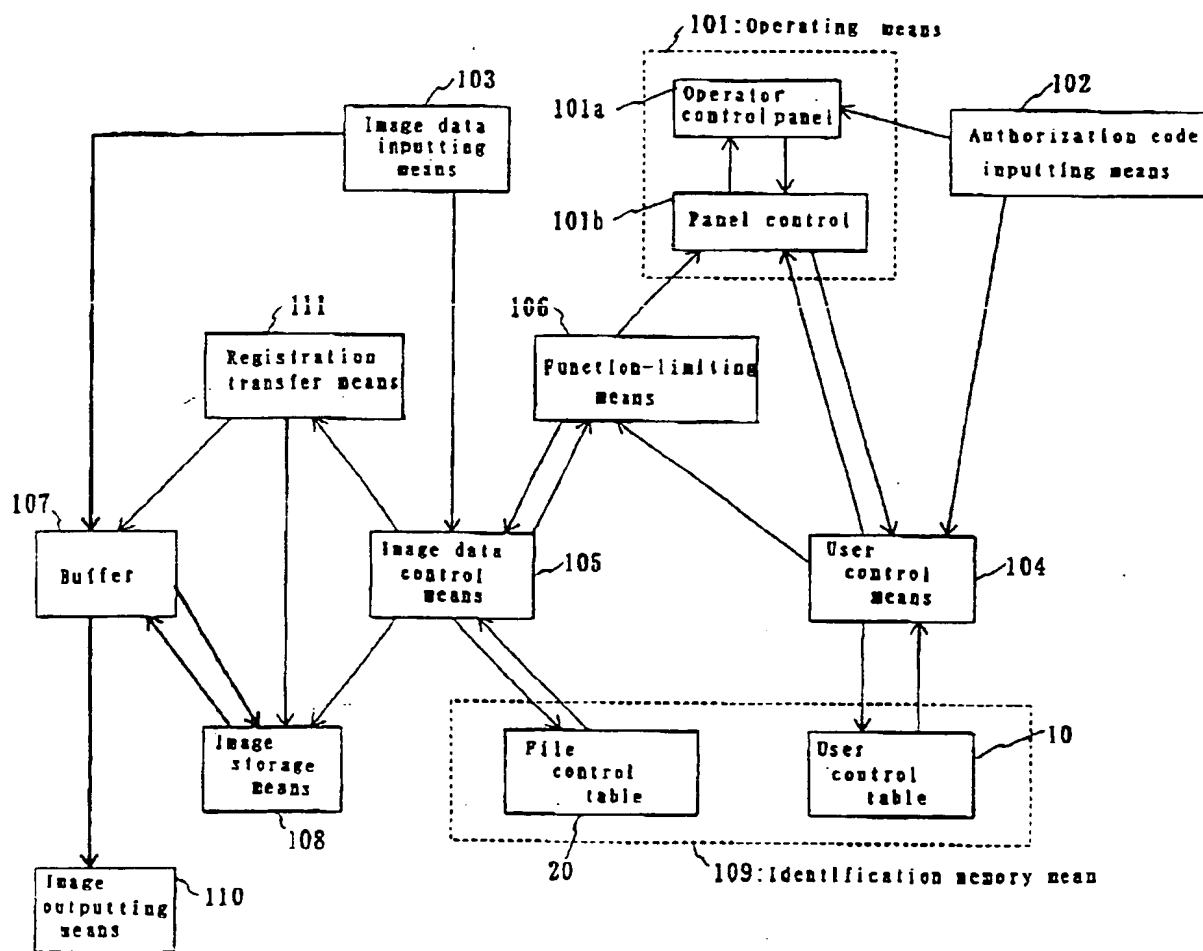 101:Operating means
103
Image data
inputting
means
101a
Operator
control panel
102
Authorization code
inputting means
101b
Panel control
111
Registration
transfer means
106
Function-limiting
means
107
Buffer
Image data
control
means
105
User
control
means
104
Image
storage
means
108
File
control
table
20
User
control
table
10
109:Identification memory mean
Image
outputting
means
110